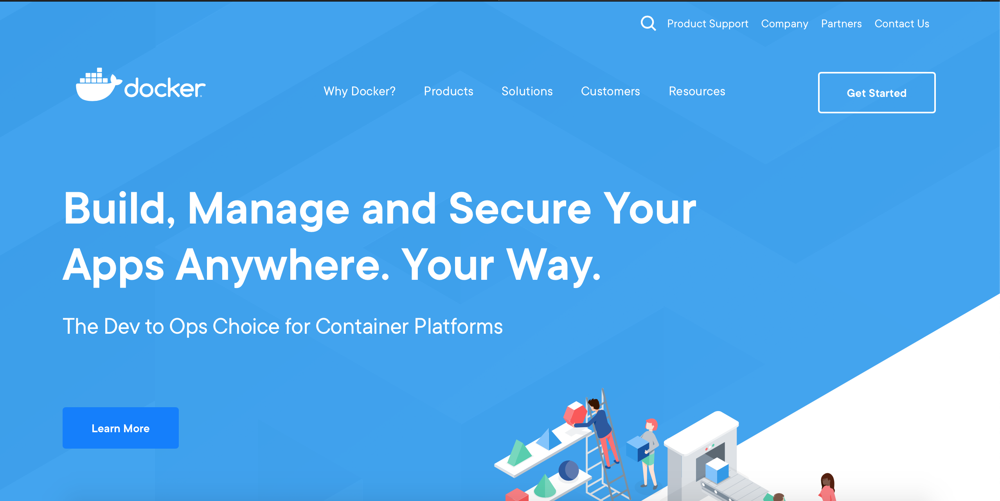 Product Support Company Partners Contact Us
docker
Why Docker? Products Solutions Customers Resources
Get Started
Build, Manage and Secure Your
Apps Anywhere. Your Way.
The Dev to Ops Choice for Container Platforms
Learn More